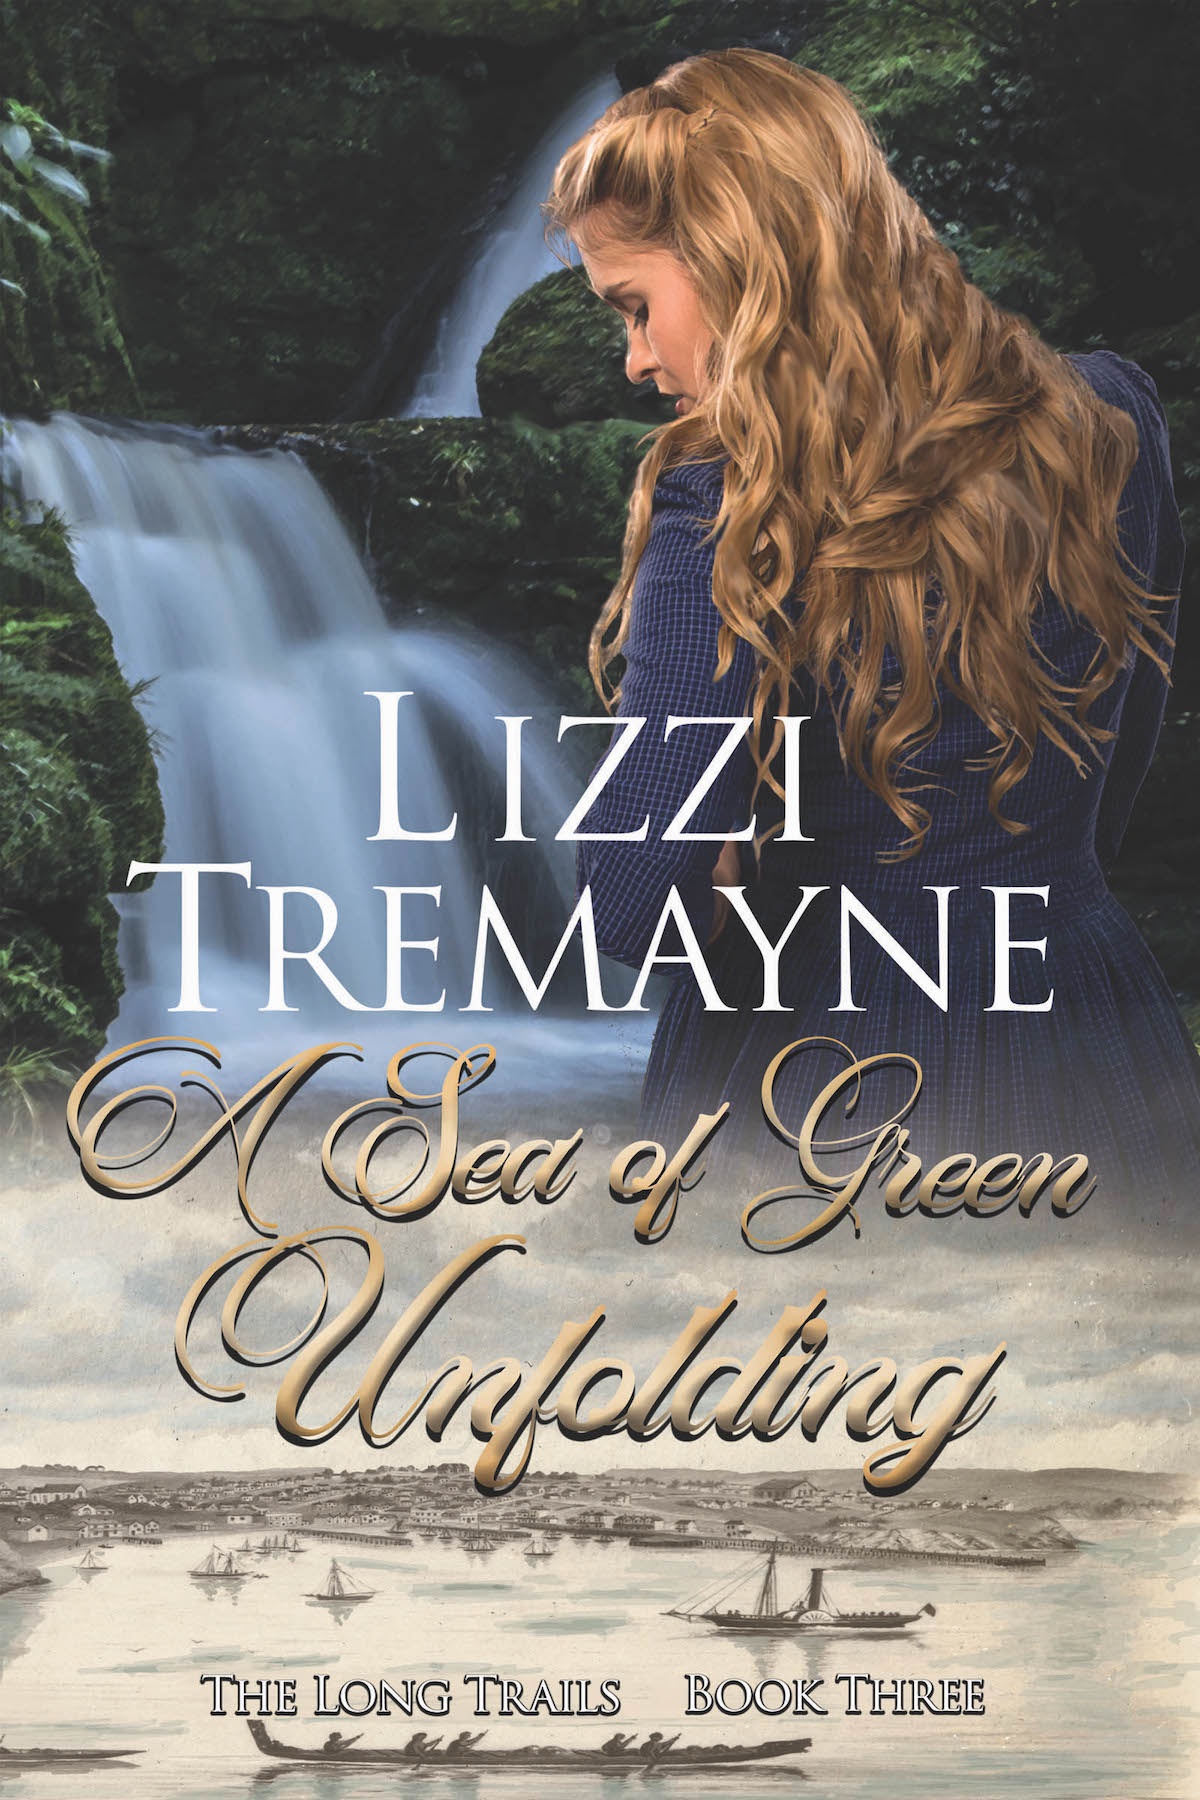 LIZZI
TREMAYNE
A Sea of Green
Unfolding
THE LONG TRAILS BOOK THREE